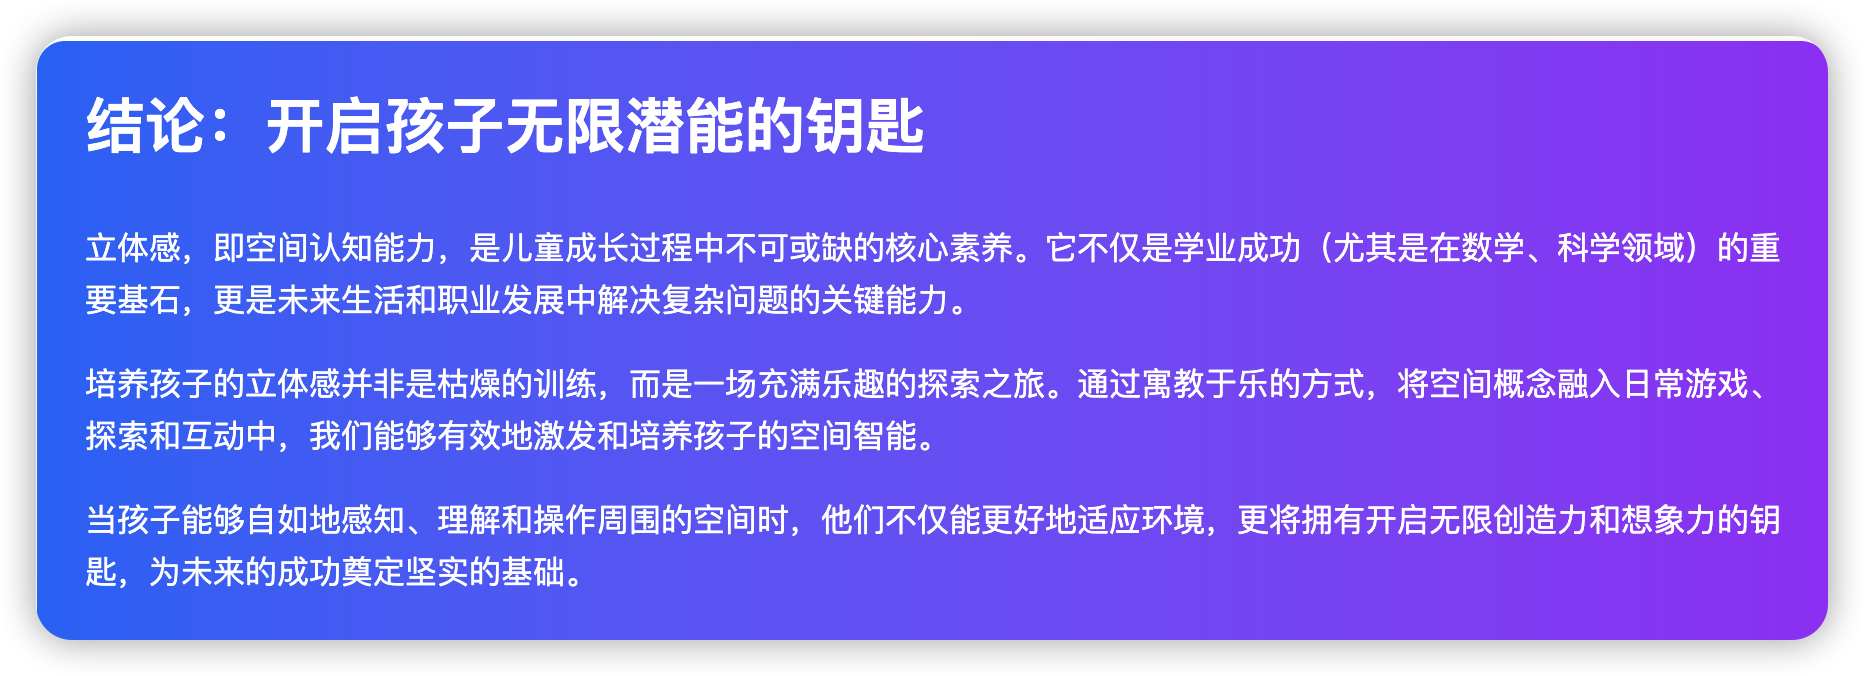 结论：开启孩子无限潜能的钥匙
立体感，即空间认知能力，是儿童成长过程中不可或缺的核心素养。它不仅是学业成功（尤其是在数学、科学领域）的重
要基石，更是未来生活和职业发展中解决复杂问题的关键能力。
培养孩子的立体感并非是枯燥的训练，而是一场充满乐趣的探索之旅。通过寓教于乐的方式，将空间概念融入日常游戏、
探索和互动中，我们能够有效地激发和培养孩子的空间智能。
当孩子能够自如地感知、理解和操作周围的空间时，他们不仅能更好地适应环境，更将拥有开启无限创造力和想象力的钥
匙，为未来的成功奠定坚实的基础。